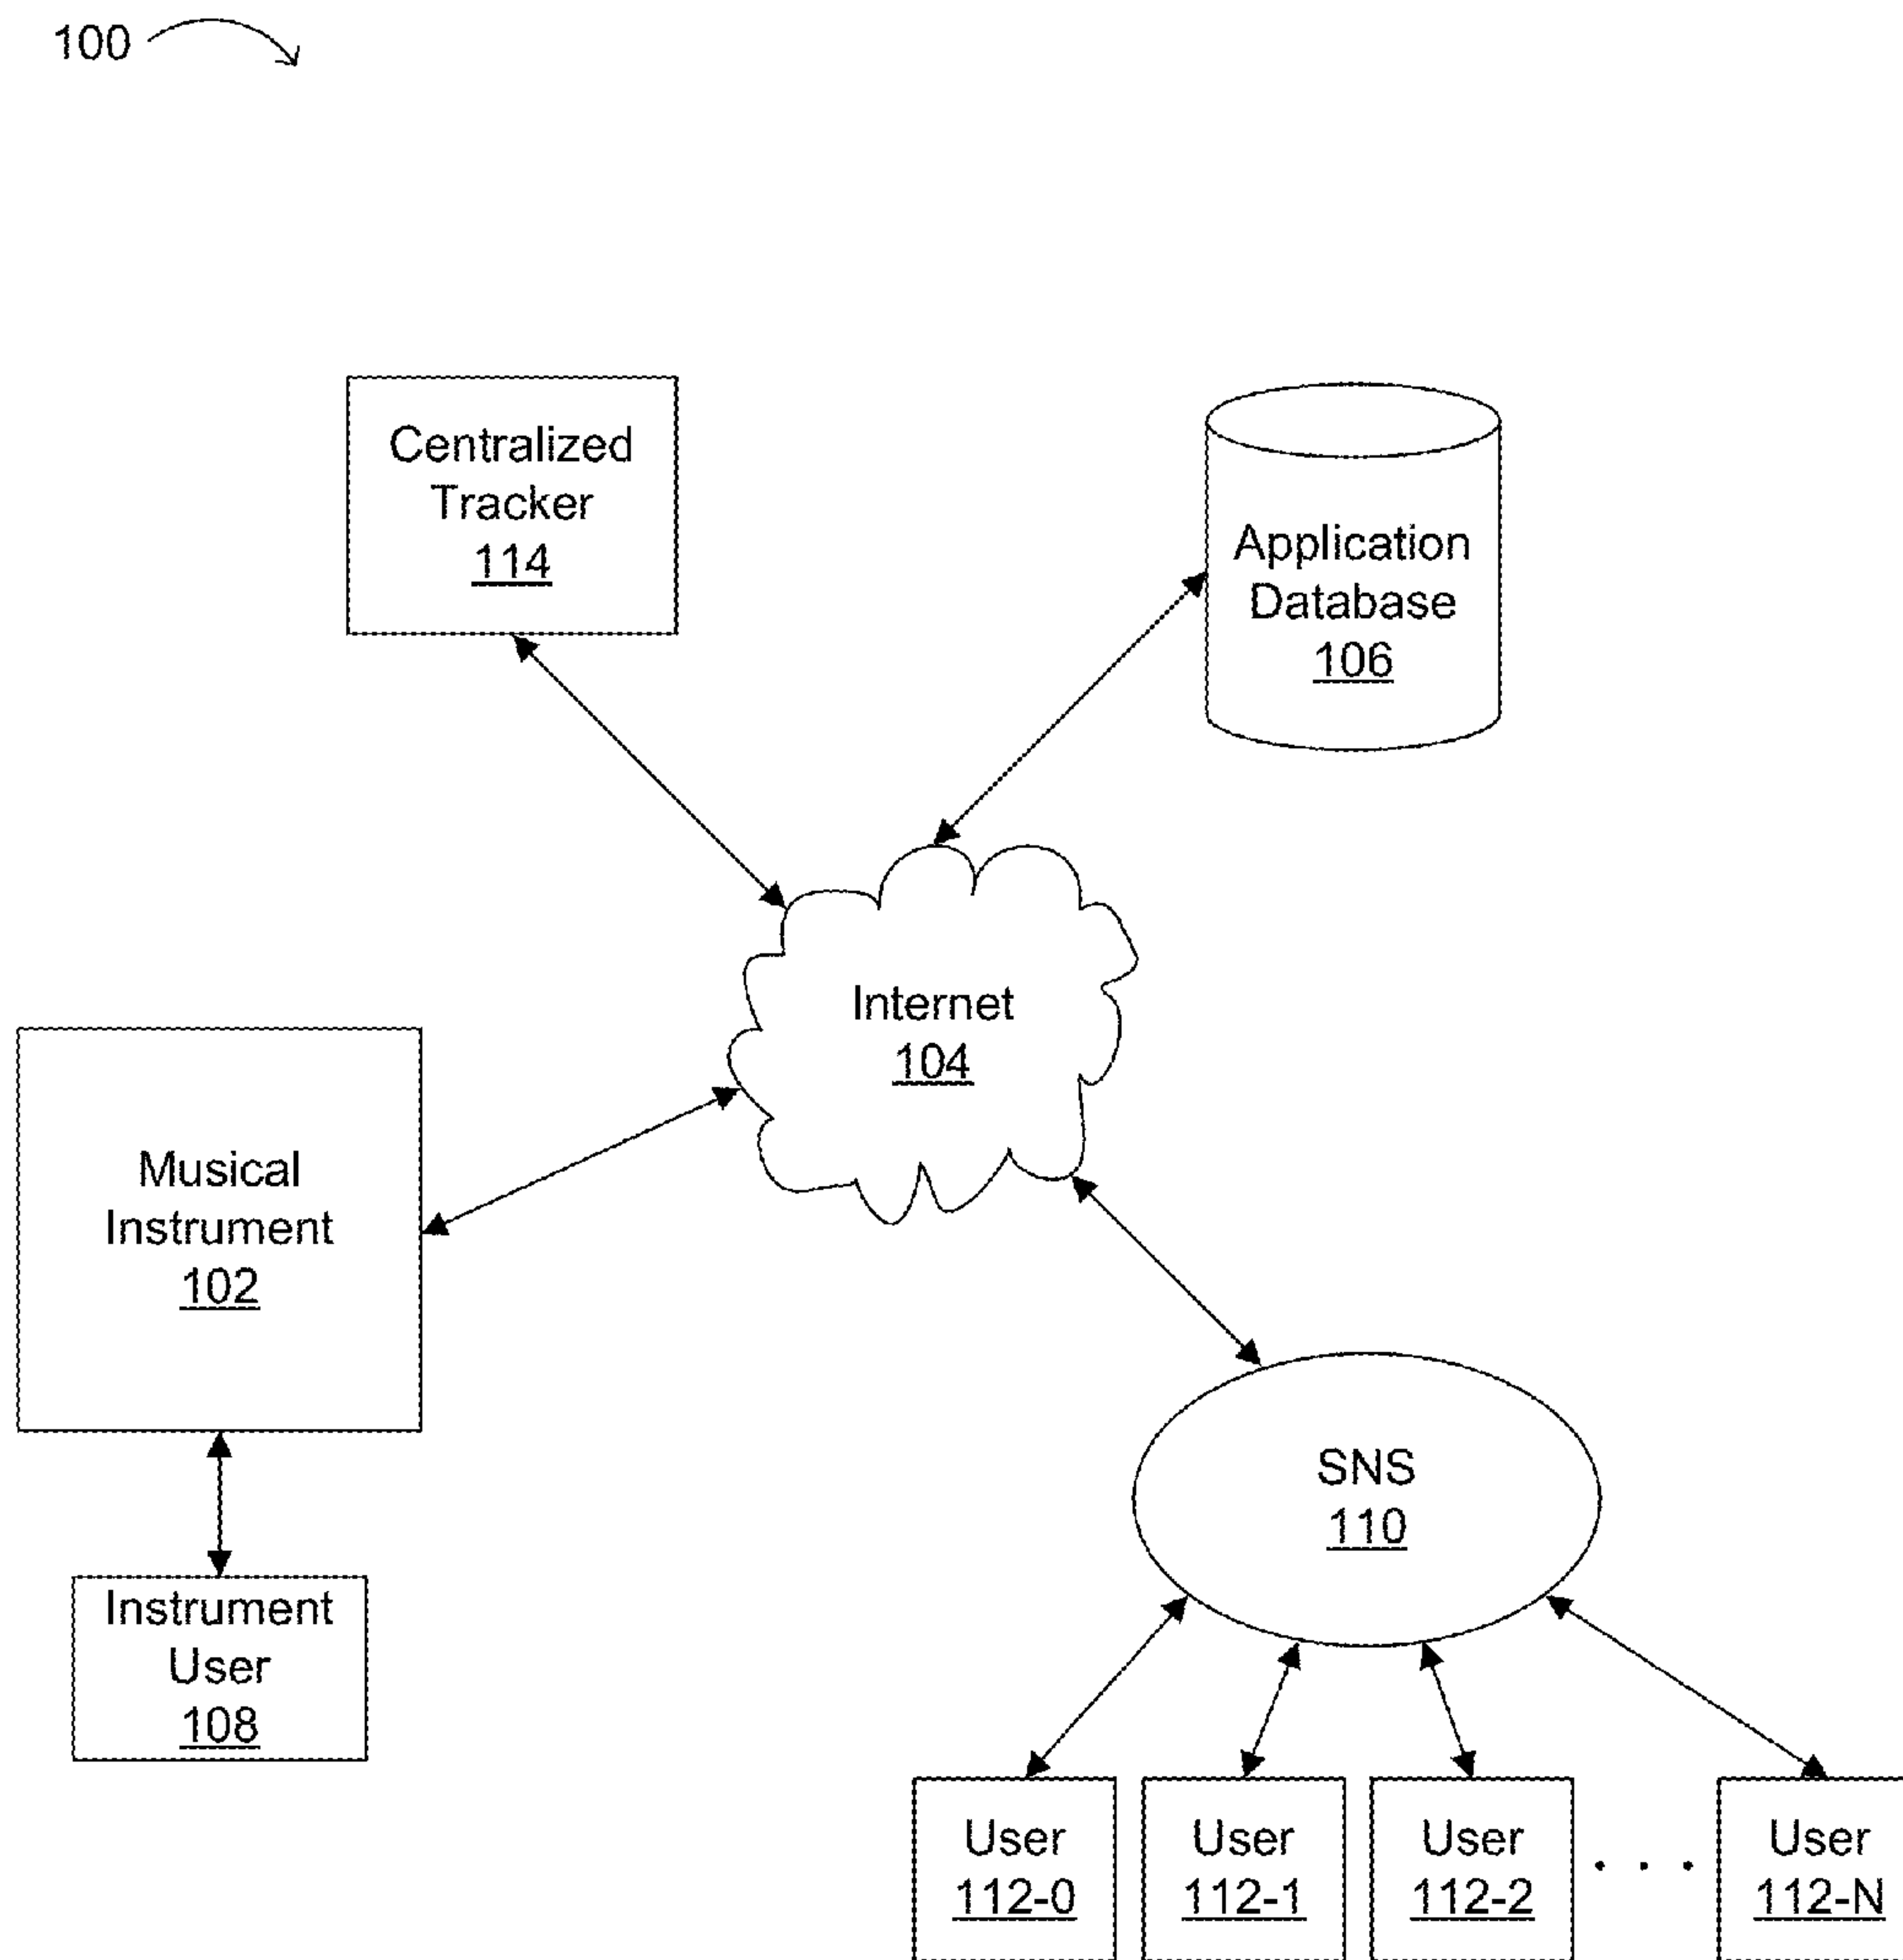 100
Centralized
Tracker
114
Application
Database
106
Internet
104
Musical
Instrument
102
SNS
110
Instrument
User
108
User
112-0
User
112-1
User
112-2
. . .
User
112-N